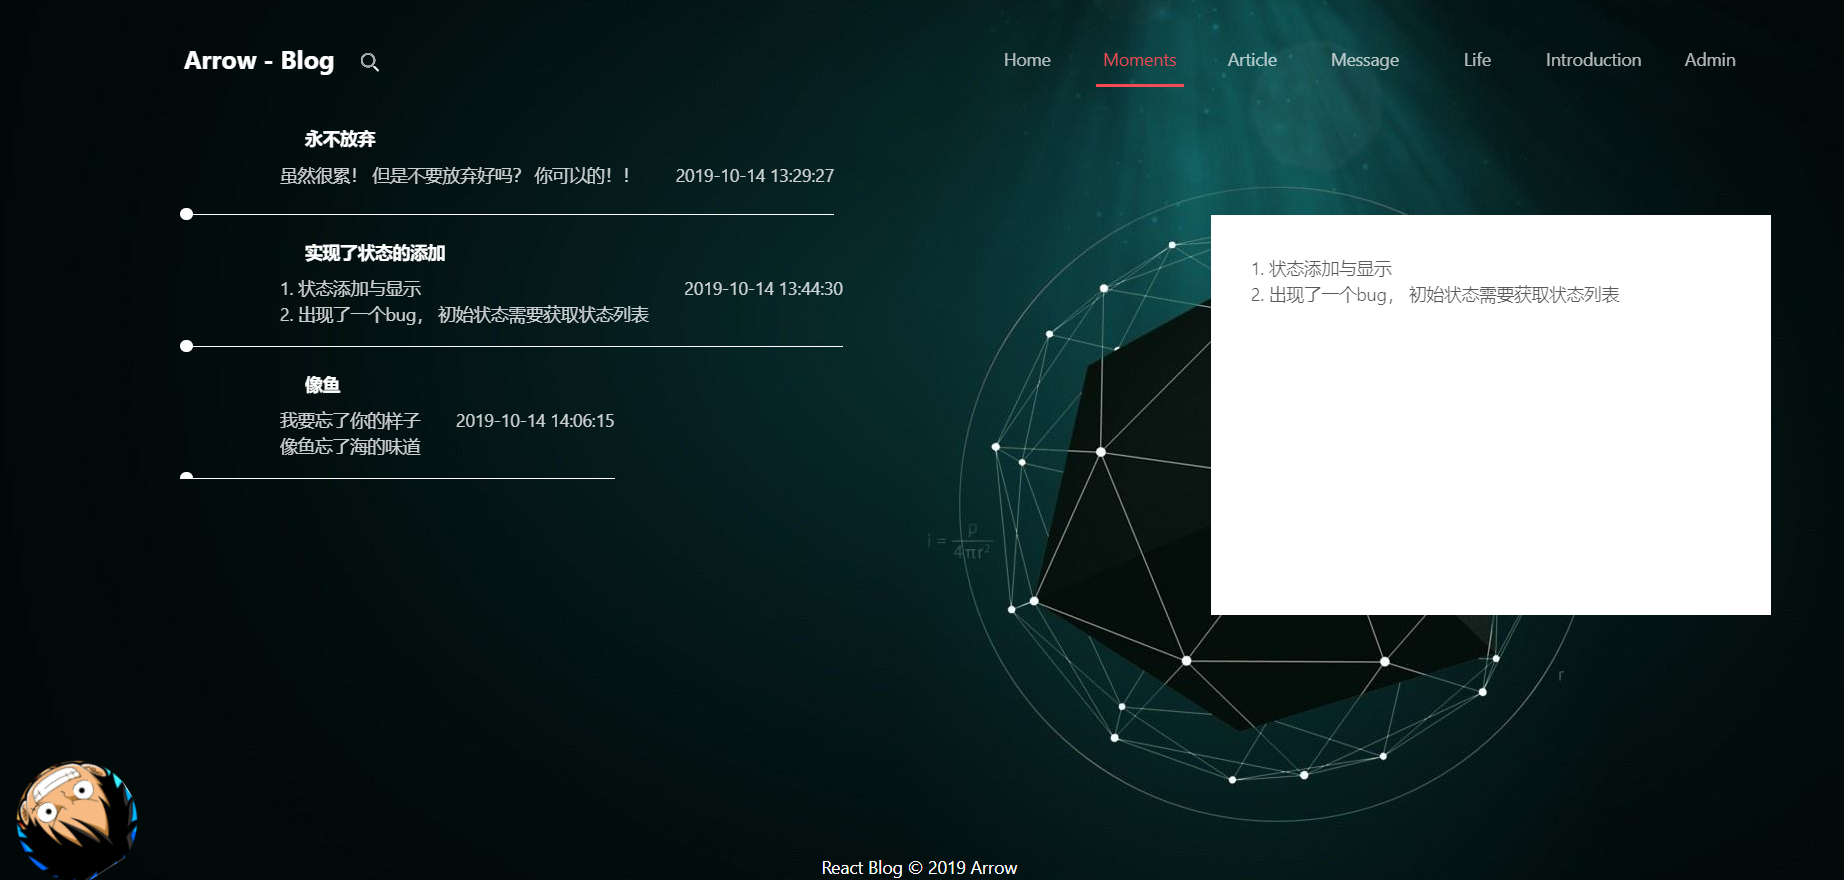 Arrow - Blog
Home Moments Article Message Life Introduction Admin
永不放弃
虽然很累！ 但是不要放弃好吗？ 你可以的！！ 2019-10-14 13:29:27
实现了状态的添加
1. 状态添加与显示 2019-10-14 13:44:30
2. 出现了一个bug， 初始状态需要获取状态列表
像鱼
我要忘了你的样子 2019-10-14 14:06:15
像鱼忘了海的味道
1. 状态添加与显示
2. 出现了一个bug， 初始状态需要获取状态列表
i = p
4πr²
r
React Blog © 2019 Arrow